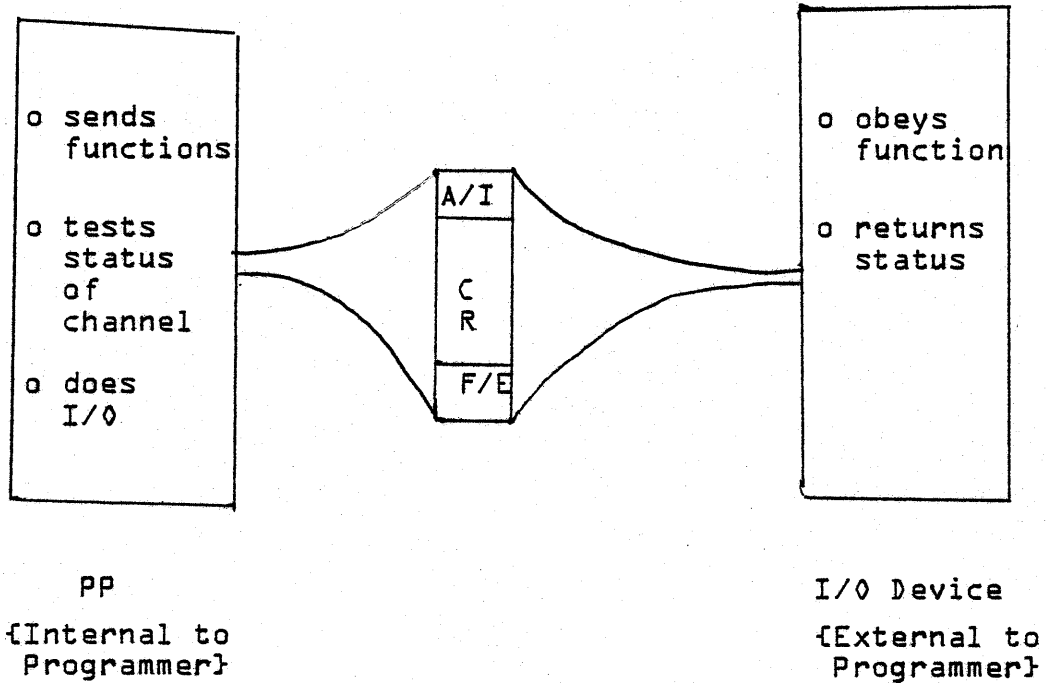 o sends
functions
o tests
status
of
channel
o does
I/O
A/I
C
R
F/E
o obeys
function
o returns
status
PP
{Internal to
Programmer}
I/O Device
{External to
Programmer}